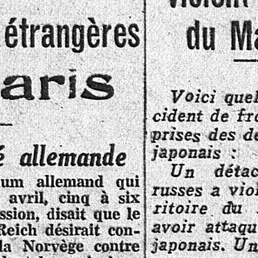 étrangères
aris
é allemande
um allemand qui
avril, cinq à six
ssion, disait que le
Reich désirait con-
la Norvège contre
du Ma
Voici quel
cident de fro
prises des de
japonais :
Un détac
russes a viol
ritoire du
avoir attaqu
japonais. Un